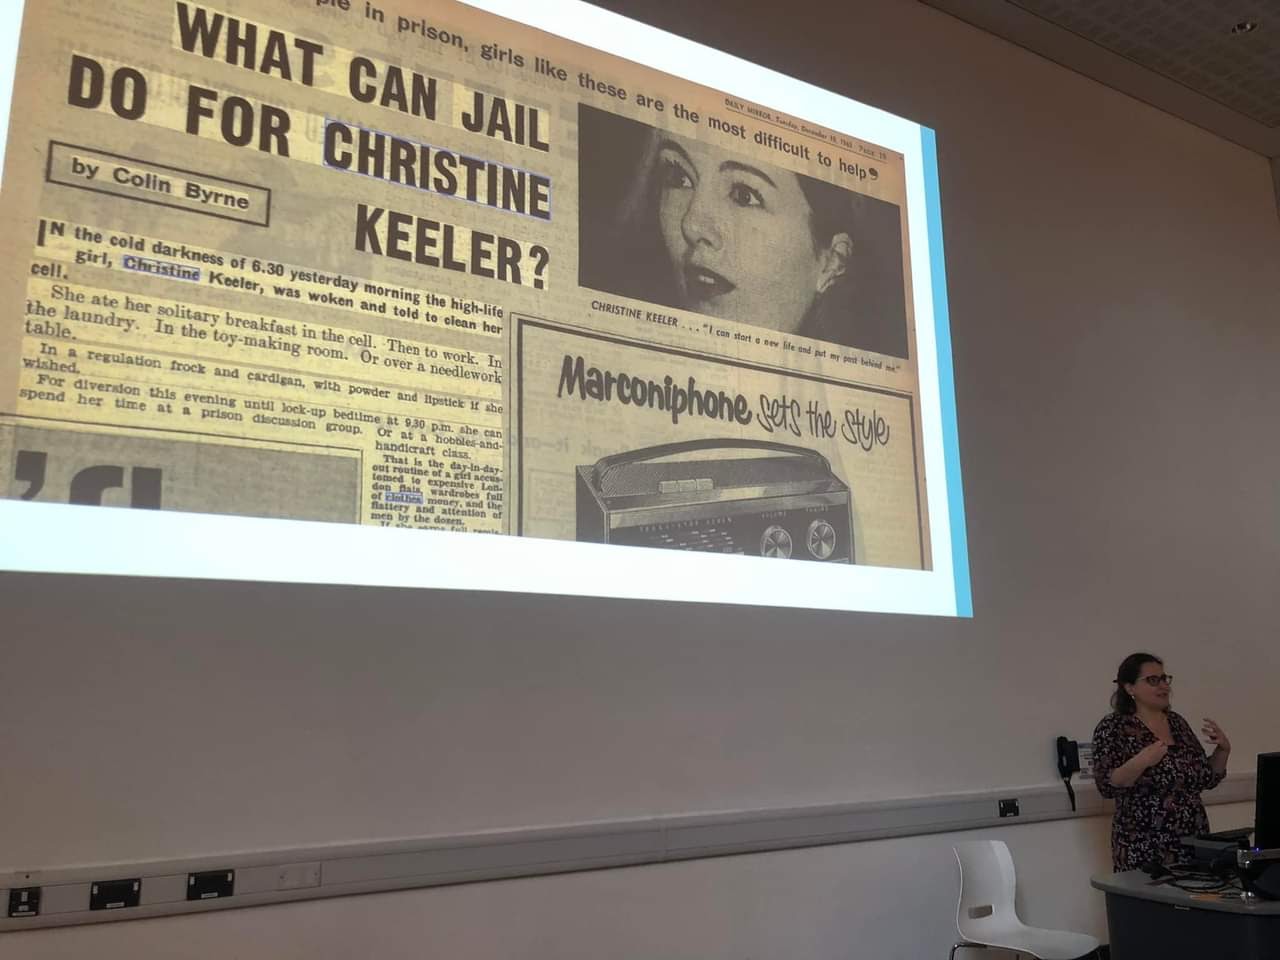 in prison, girls like these are the most difficult to help
DAILY MIRROR, Tuesday, December 10, 1963
WHAT CAN JAIL
DO FOR CHRISTINE
KEELER?
by Colin Byrne
IN the cold darkness of 6.30 yesterday morning the high-life
girl, Christine Keeler, was woken and told to clean her
cell.
She ate her solitary breakfast in the cell. Then to work. In
the laundry. In the toy-making room. Or over a needlework
table.
In a regulation frock and cardigan, with powder and lipstick if she
wished.
For diversion this evening until lock-up bedtime at 9.30 p.m. she can
spend her time at a prison discussion group. Or at a hobbies-and-
handicraft class.
That is the day-in-day-
out routine of a girl accus-
tomed to expensive Lon-
don flats, wardrobes full
of clothes, money, and the
flattery and attention of
men by the dozen.
CHRISTINE KEELER . . . "I can start a new life and put my past behind me."
Marconiphone sets the style